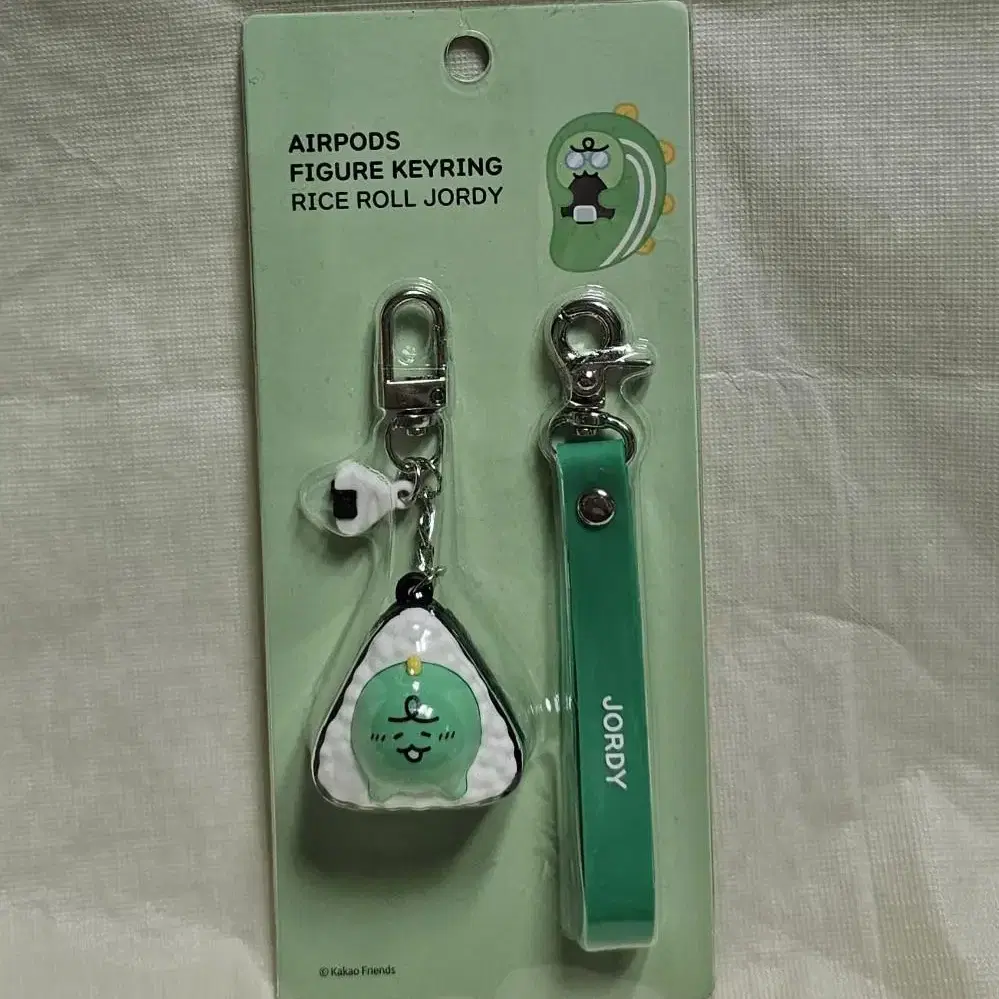 AIRPODS
FIGURE KEYRING
RICE ROLL JORDY
JORDY
© Kakao Friends